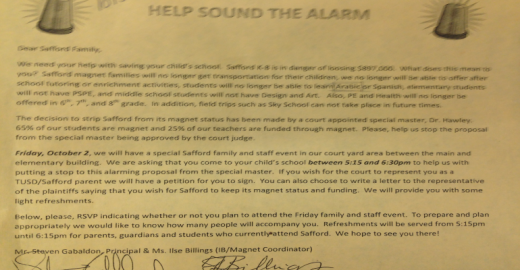 HELP SOUND THE ALARM
Dear Safford Family,
We need your help with saving your child's school. Safford K-8 is in danger of losing $897,000. What does this mean to
you? Safford magnet families will no longer get transportation for their children, we no longer will be able to offer after
school tutoring or enrichment activities, students will no longer be able to learn Arabic or Spanish, elementary students
will not have PSPE, and middle school students will not have Design and Art. Also, PE and Health will no longer be
offered in 6th, 7th, and 8th grade. In addition, field trips such as Sky School can not take place in future times.
The decision to strip Safford from its magnet status has been made by a court appointed special master, Dr. Hawley.
65% of our students are magnet and 25% of our teachers are funded through magnet. Please, help us stop the proposal
from the special master being approved by the court judge.
Friday, October 2, we will have a special Safford family and staff event in our court yard area between the main and
elementary building. We are asking that you come to your child's school between 5:15 and 6:30pm to help us with
putting a stop to this alarming proposal from the special master. If you wish for the court to represent you as a
TUSD/Safford parent we will have a petition for you to sign. You can also choose to write a letter to the representative
of the plaintiffs saying that you wish for Safford to keep its magnet status and funding. We will provide you with some
light refreshments.
Below, please, RSVP indicating whether or not you plan to attend the Friday family and staff event. To prepare and plan
appropriately we would like to know how many people will accompany you. Refreshments will be served from 5:15pm
until 6:15pm for parents, guardians and students who currently attend Safford. We hope to see you there!
Mr. Steven Gabaldon, Principal & Ms. Ilse Billings (IB/Magnet Coordinator)